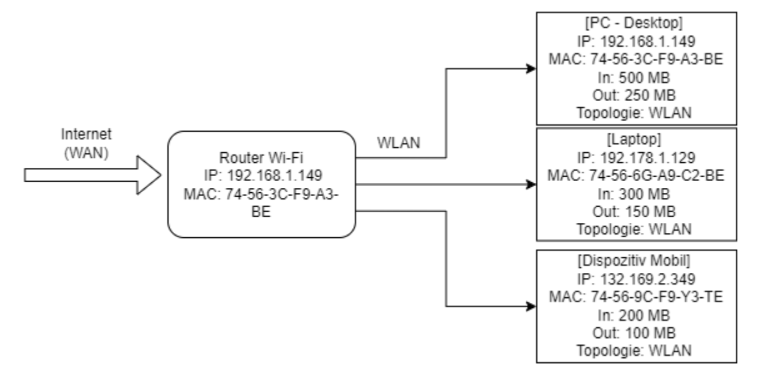 Internet
(WAN)
Router Wi-Fi
IP: 192.168.1.149
MAC: 74-56-3C-F9-A3-
BE
WLAN
[PC - Desktop]
IP: 192.168.1.149
MAC: 74-56-3C-F9-A3-BE
In: 500 MB
Out: 250 MB
Topologie: WLAN
[Laptop]
IP: 192.178.1.129
MAC: 74-56-6G-A9-C2-BE
In: 300 MB
Out: 150 MB
Topologie: WLAN
[Dispozitiv Mobil]
IP: 132.169.2.349
MAC: 74-56-9C-F9-Y3-TE
In: 200 MB
Out: 100 MB
Topologie: WLAN